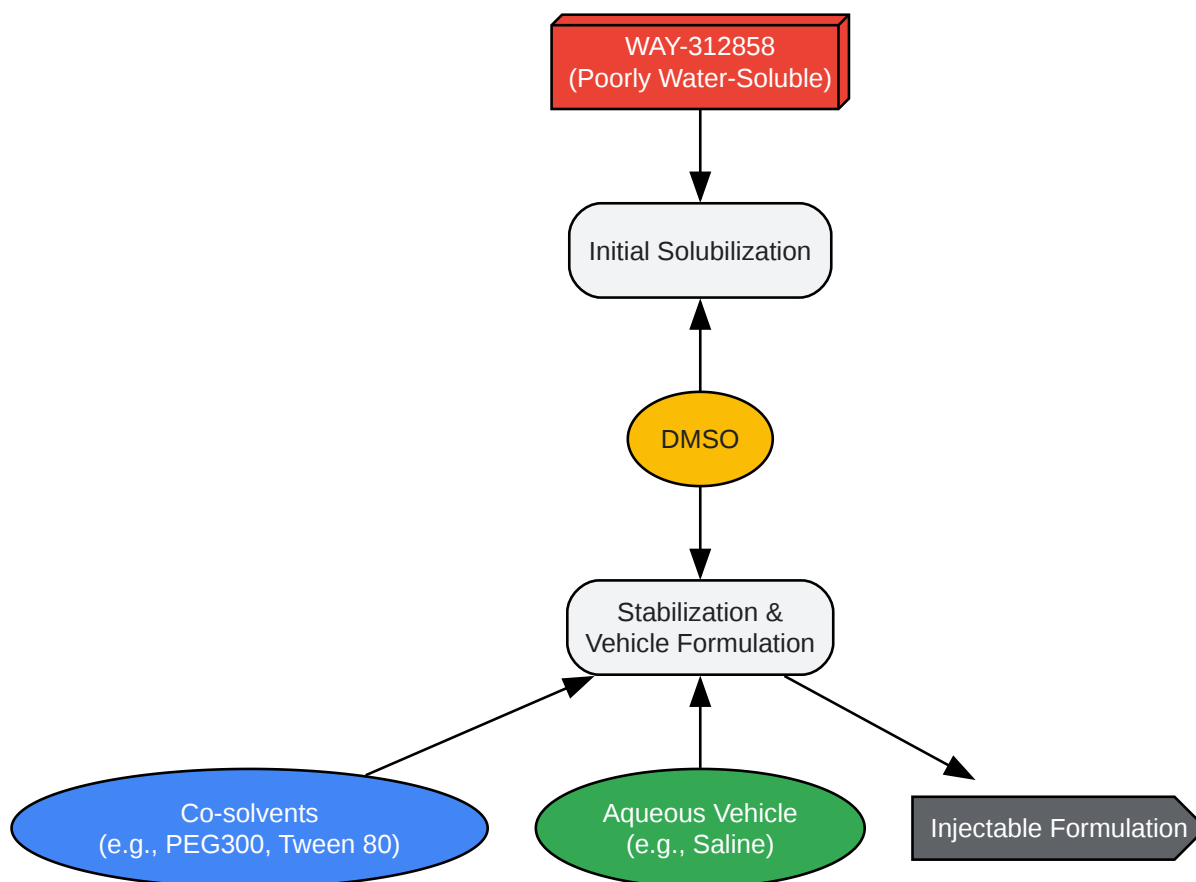 WAY-312858
(Poorly Water-Soluble)
Initial Solubilization
DMSO
Stabilization &
Vehicle Formulation
Co-solvents
(e.g., PEG300, Tween 80)
Aqueous Vehicle
(e.g., Saline)
Injectable Formulation